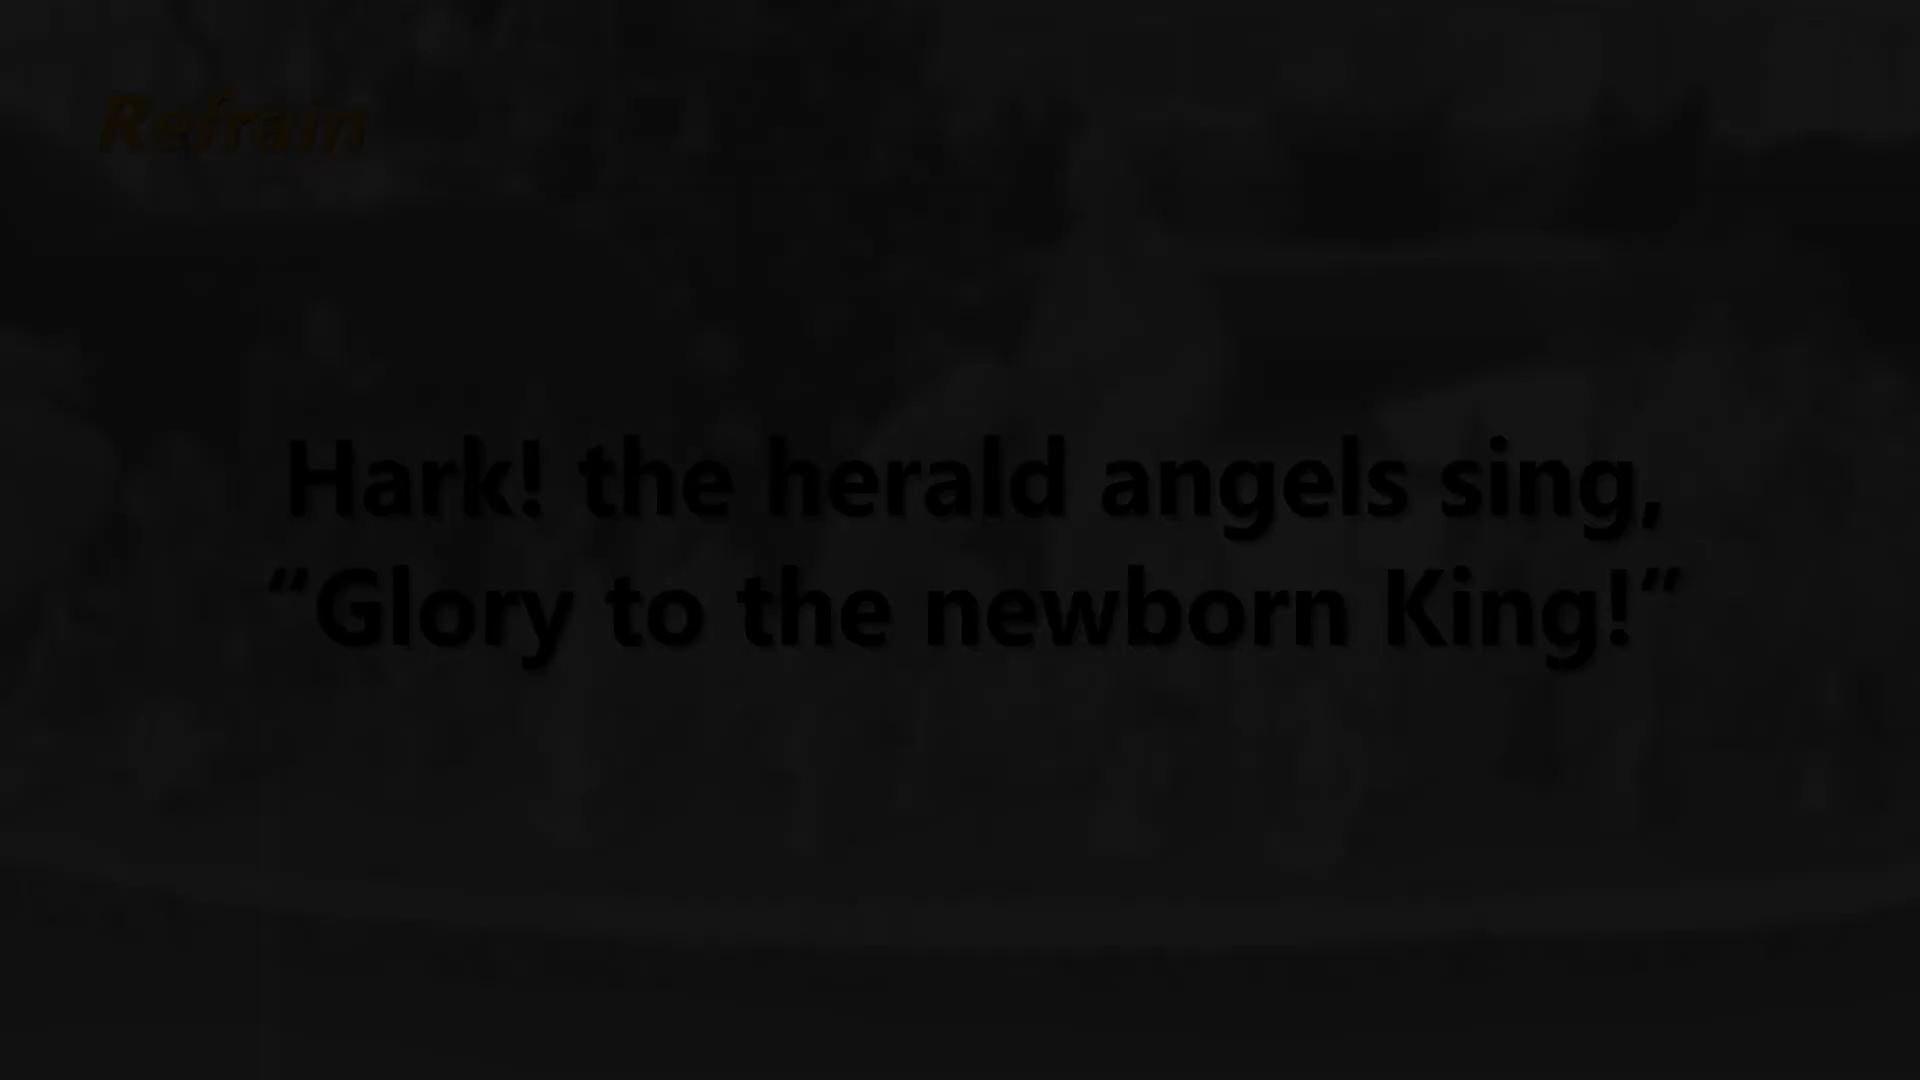 Refrain
Hark! the herald angels sing,
“Glory to the newborn King!”